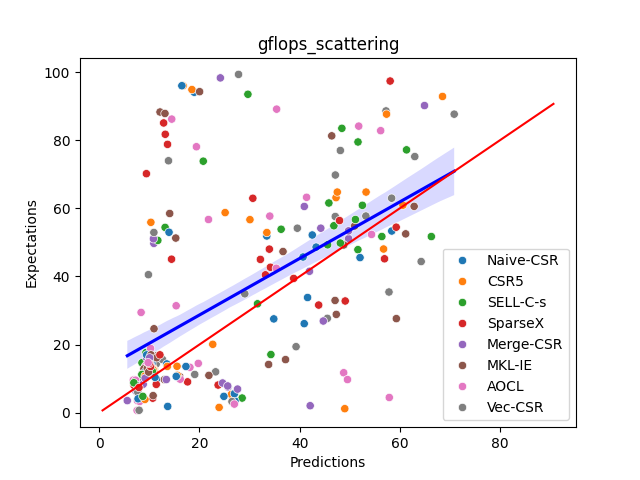 gflops_scattering
100
80
60
40
20
0
Expectations
0 20 40 60 80
Predictions
Naive-CSR
CSR5
SELL-C-s
SparseX
Merge-CSR
MKL-IE
AOCL
Vec-CSR